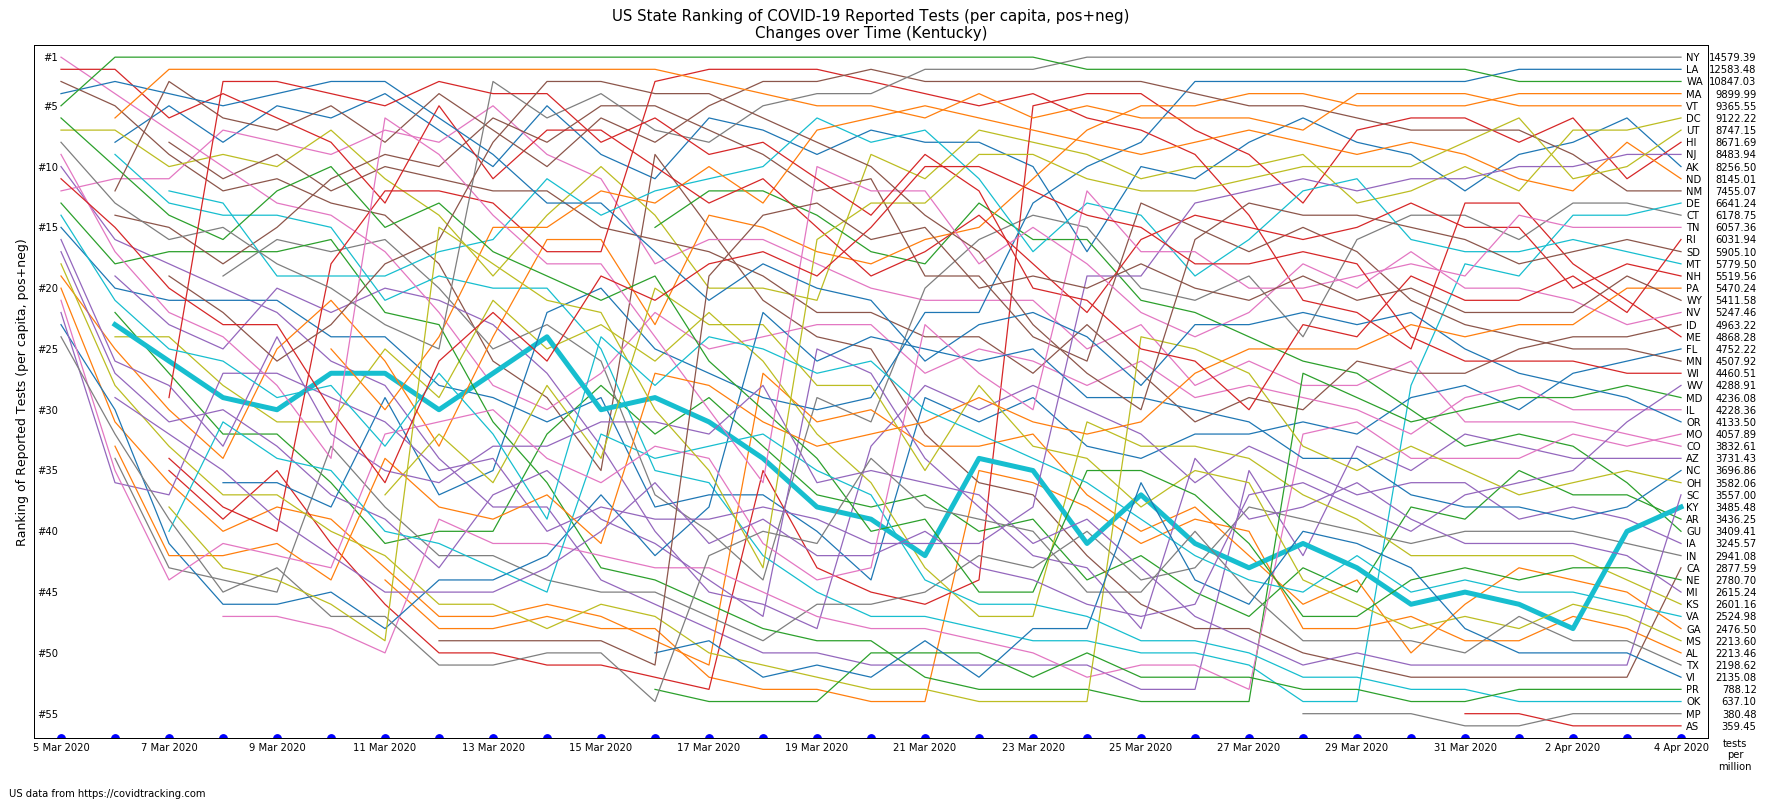 US State Ranking of COVID-19 Reported Tests (per capita, pos+neg)
Changes over Time (Kentucky)
Ranking of Reported Tests (per capita, pos+neg)
#1
#5
#10
#15
#20
#25
#30
#35
#40
#45
#50
#55
NY 14579.39
LA 12583.48
WA 10847.03
MA 9899.99
VT 9365.55
DC 9122.22
UT 8747.15
HI 8671.69
NJ 8483.94
AK 8256.50
ND 8145.01
NM 7455.07
DE 6641.24
CT 6178.75
TN 6057.36
RI 6031.94
SD 5905.10
MT 5779.50
NH 5519.56
PA 5470.24
WY 5411.58
NV 5247.46
ID 4963.22
ME 4868.28
FL 4752.22
MN 4507.92
WI 4460.51
WV 4288.91
MD 4236.08
IL 4228.36
OR 4133.50
MO 4057.89
CO 3832.61
AZ 3731.43
NC 3696.86
OH 3582.06
SC 3557.00
KY 3485.48
AR 3436.25
GU 3409.41
IA 3245.57
IN 2941.08
CA 2877.59
NE 2780.70
MI 2615.24
KS 2601.16
VA 2524.98
GA 2476.50
MS 2213.60
AL 2213.46
TX 2198.62
VI 2135.08
PR 788.12
OK 637.10
MP 380.48
AS 359.45
5 Mar 2020 7 Mar 2020 9 Mar 2020 11 Mar 2020 13 Mar 2020 15 Mar 2020 17 Mar 2020 19 Mar 2020 21 Mar 2020 23 Mar 2020 25 Mar 2020 27 Mar 2020 29 Mar 2020 31 Mar 2020 2 Apr 2020 4 Apr 2020
tests
per
million
US data from https://covidtracking.com